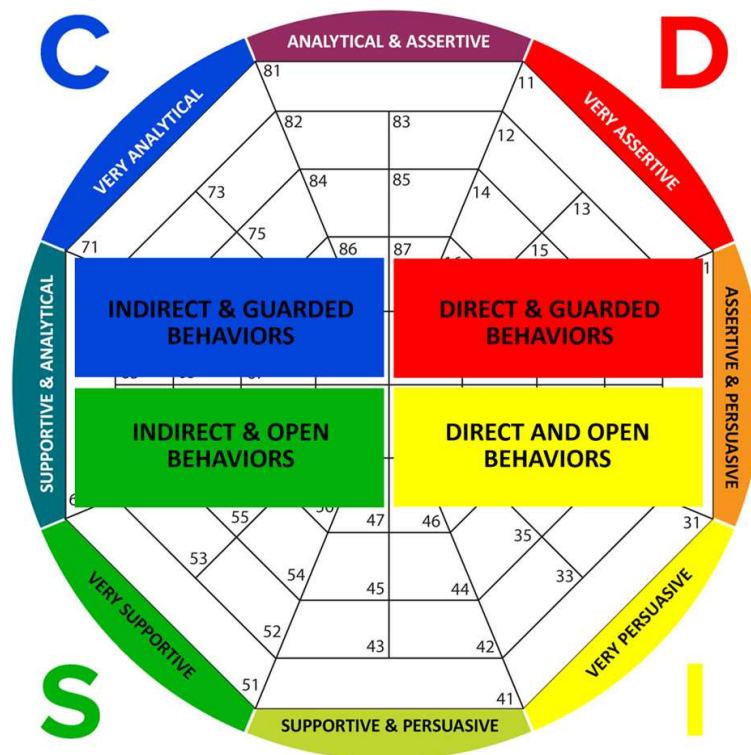 C
ANALYTICAL & ASSERTIVE
D
VERY ANALYTICAL
VERY ASSERTIVE
81
11
82
83
12
84
85
14
73
13
75
15
86
87
71
INDIRECT & GUARDED
BEHAVIORS
DIRECT & GUARDED
BEHAVIORS
SUPPORTIVE & ANALYTICAL
ASSERTIVE & PERSUASIVE
INDIRECT & OPEN
BEHAVIORS
DIRECT AND OPEN
BEHAVIORS
55
47
46
35
31
53
54
45
44
33
52
43
42
51
41
VERY SUPPORTIVE
VERY PERSUASIVE
S
SUPPORTIVE & PERSUASIVE
I